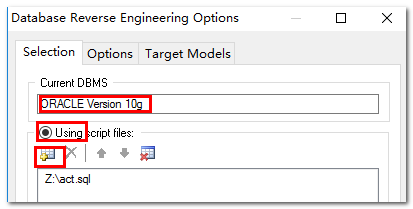 Database Reverse Engineering Options
Selection Options Target Models
Current DBMS
ORACLE Version 10g
Using script files:
Z:\act.sql